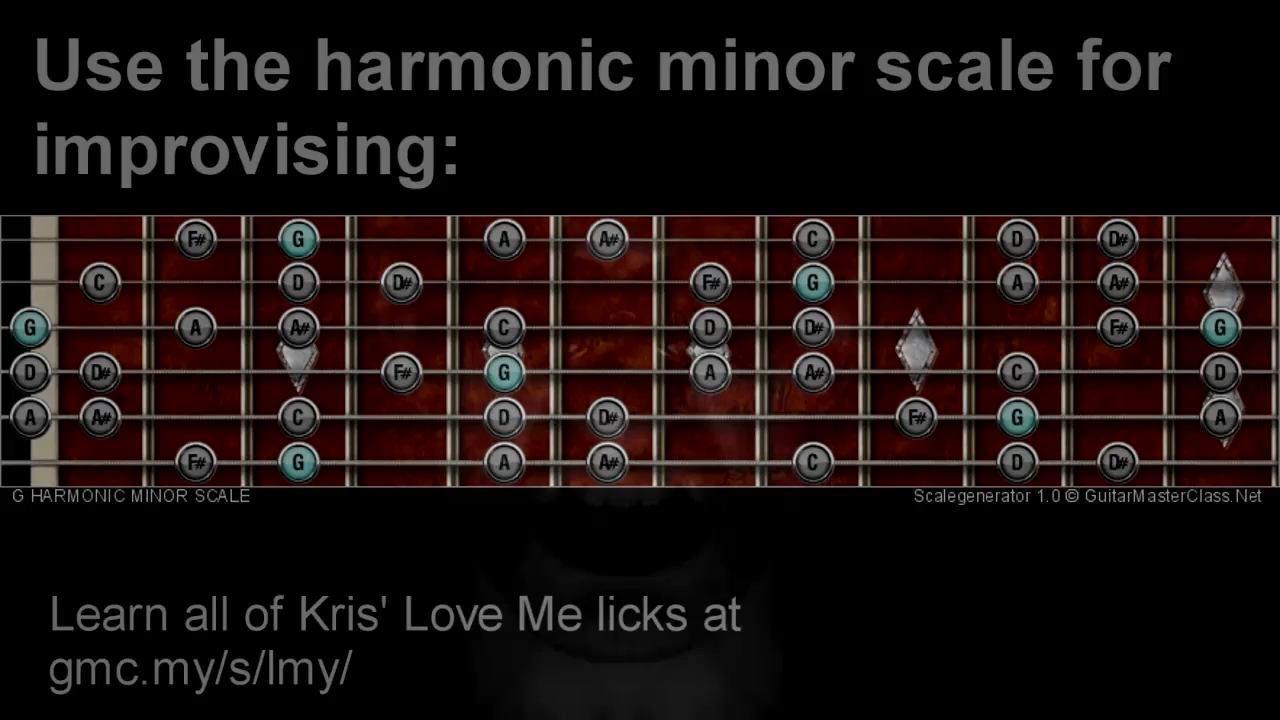 Use the harmonic minor scale for
improvising:
F# G A A# C D D#
C D D# F# G A A#
G A A# C D D# F# G
D D# F# G A A# C D
A A# C D D# F# G A
F# G A A# C D D#
G HARMONIC MINOR SCALE
Scalegenerator 1.0 © GuitarMasterClass.Net
Learn all of Kris' Love Me licks at
gmc.my/s/lmy/